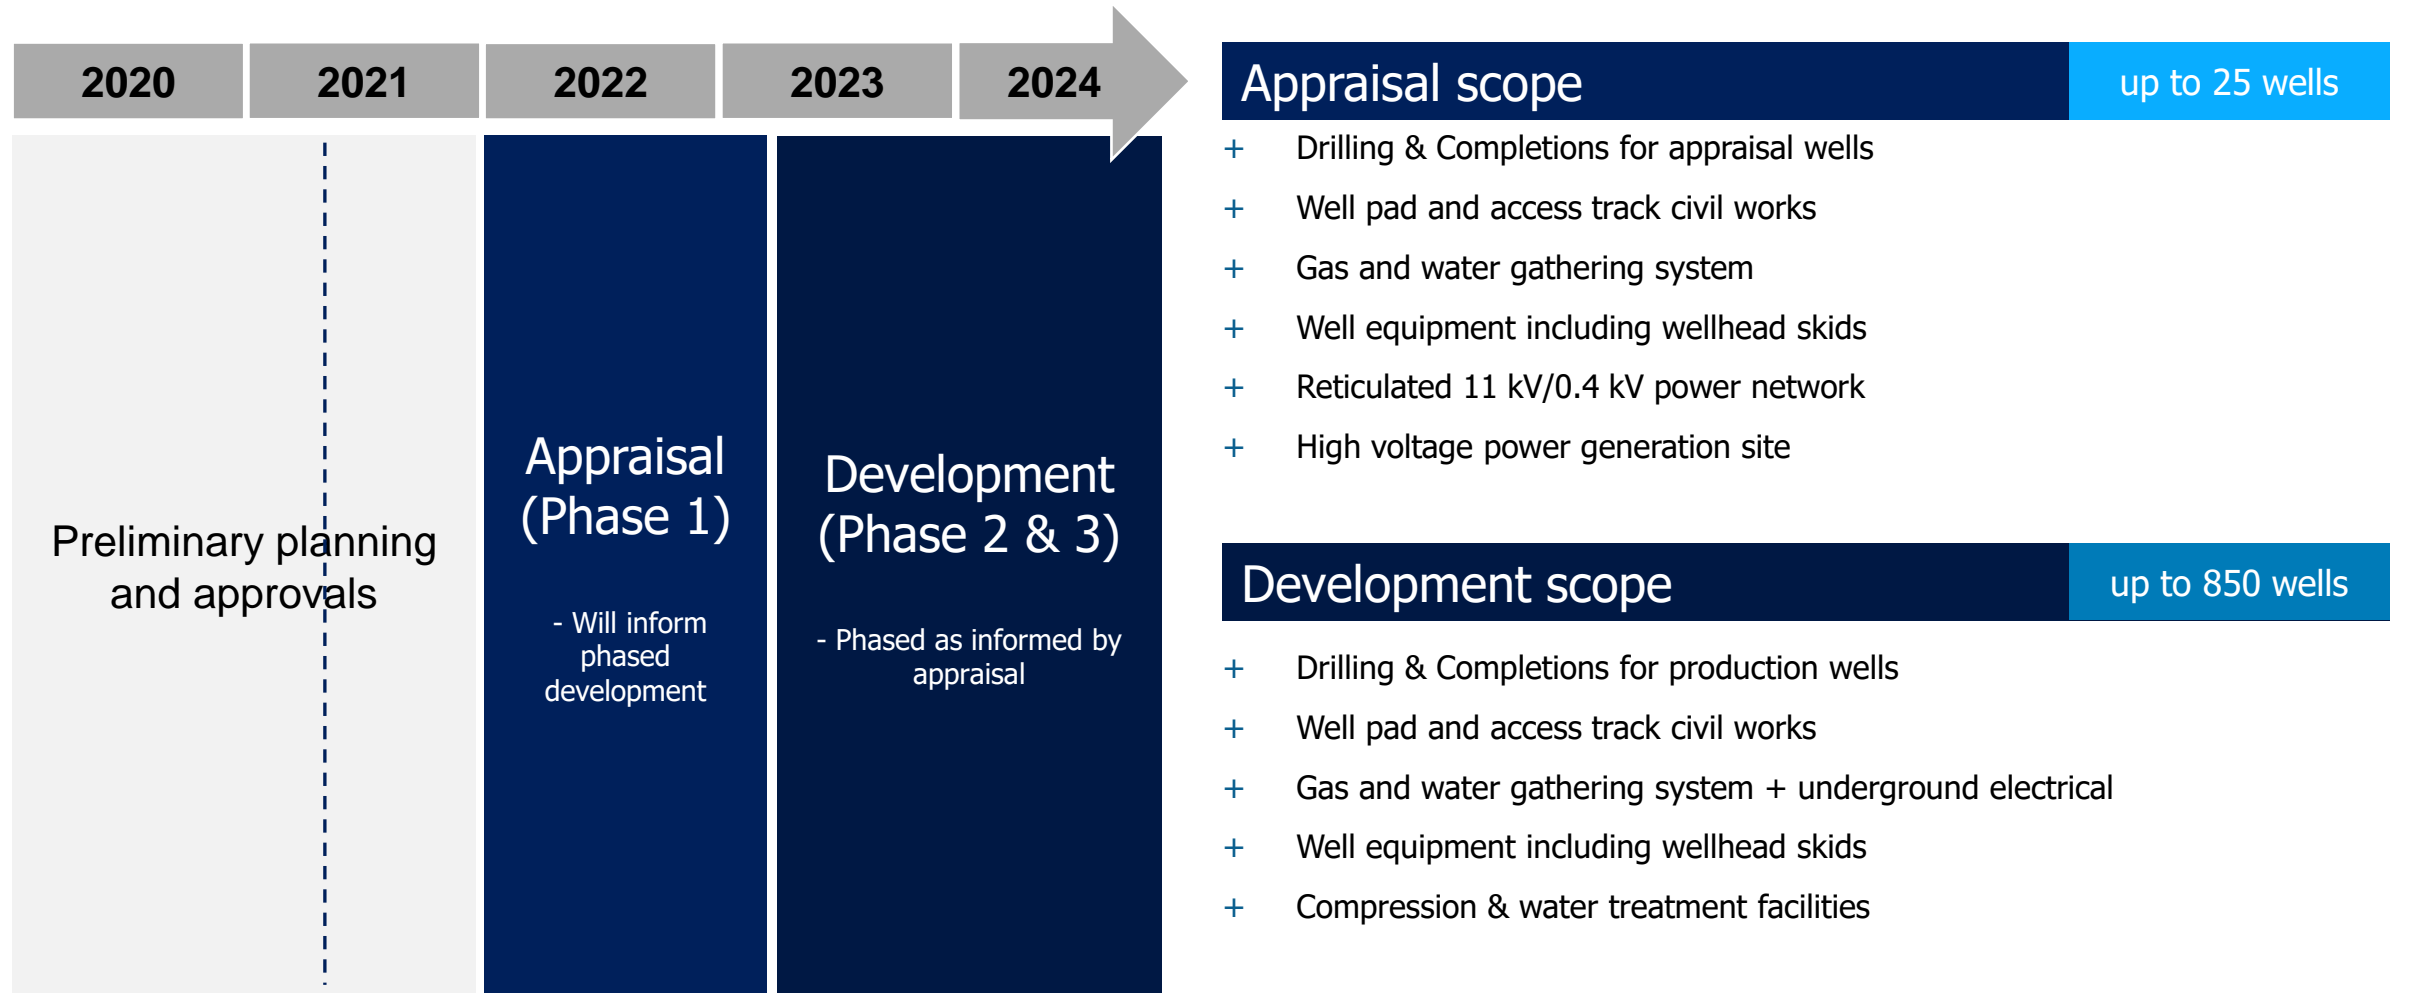 2020
2021
2022
2023
2024
Preliminary planning
and approvals
Appraisal
(Phase 1)
- Will inform
phased
development
Development
(Phase 2 & 3)
- Phased as informed by
appraisal
Appraisal scope
up to 25 wells
+ Drilling & Completions for appraisal wells
+ Well pad and access track civil works
+ Gas and water gathering system
+ Well equipment including wellhead skids
+ Reticulated 11 kV/0.4 kV power network
+ High voltage power generation site
Development scope
up to 850 wells
+ Drilling & Completions for production wells
+ Well pad and access track civil works
+ Gas and water gathering system + underground electrical
+ Well equipment including wellhead skids
+ Compression & water treatment facilities